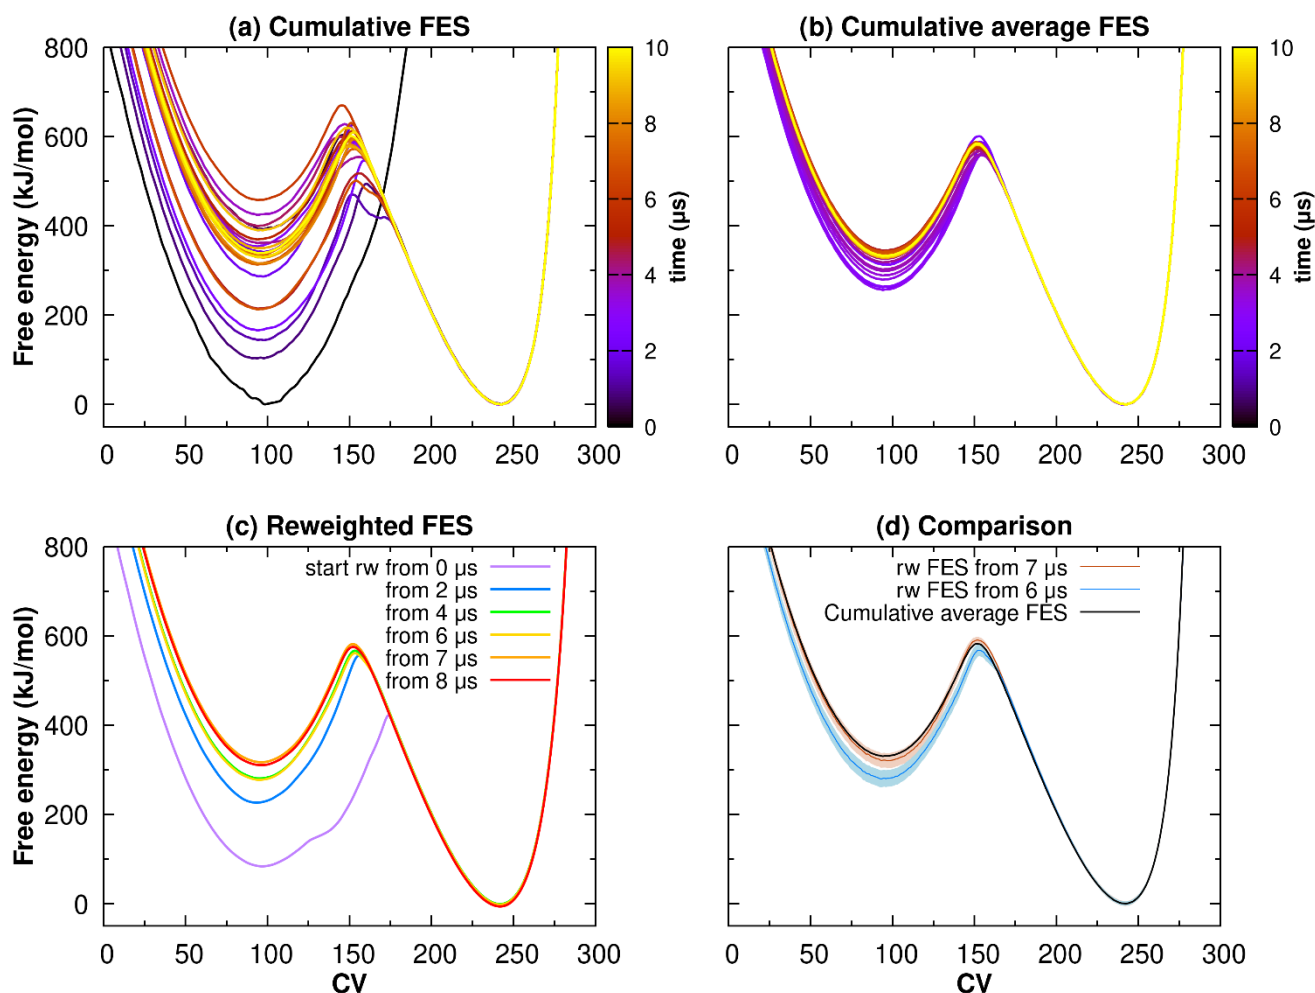 (a) Cumulative FES
(b) Cumulative average FES
800
600
400
200
0
0 50 100 150 200 250 300
10
8
6
4
2
0
Free energy (kJ/mol)
time (µs)
0 50 100 150 200 250 300
10
8
6
4
2
0
time (µs)
(c) Reweighted FES
(d) Comparison
800
600
400
200
0
Free energy (kJ/mol)
start rw from 0 µs
from 2 µs
from 4 µs
from 6 µs
from 7 µs
from 8 µs
0 50 100 150 200 250 300
CV
rw FES from 7 µs
rw FES from 6 µs
Cumulative average FES
0 50 100 150 200 250 300
CV